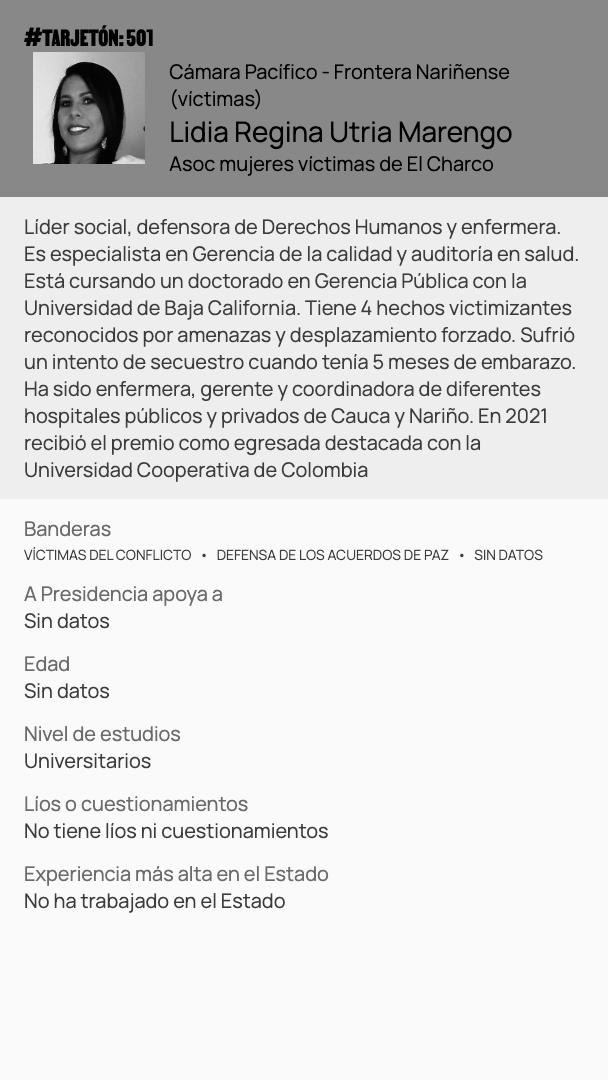 #TARJETÓN: 501
Cámara Pacífico - Frontera Nariñense
(víctimas)
Lidia Regina Utria Marengo
Asoc mujeres víctimas de El Charco
Líder social, defensora de Derechos Humanos y enfermera.
Es especialista en Gerencia de la calidad y auditoría en salud.
Está cursando un doctorado en Gerencia Pública con la
Universidad de Baja California. Tiene 4 hechos victimizantes
reconocidos por amenazas y desplazamiento forzado. Sufrió
un intento de secuestro cuando tenía 5 meses de embarazo.
Ha sido enfermera, gerente y coordinadora de diferentes
hospitales públicos y privados de Cauca y Nariño. En 2021
recibió el premio como egresada destacada con la
Universidad Cooperativa de Colombia
Banderas
VÍCTIMAS DEL CONFLICTO • DEFENSA DE LOS ACUERDOS DE PAZ • SIN DATOS
A Presidencia apoya a
Sin datos
Edad
Sin datos
Nivel de estudios
Universitarios
Líos o cuestionamientos
No tiene líos ni cuestionamientos
Experiencia más alta en el Estado
No ha trabajado en el Estado